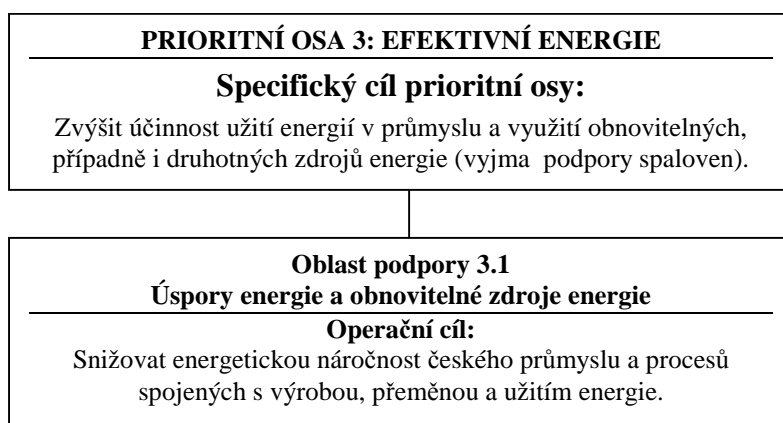 PRIORITNÍ OSA 3: EFEKTIVNÍ ENERGIE
Specifický cíl prioritní osy:
Zvýšit účinnost užití energií v průmyslu a využití obnovitelných,
případně i druhotných zdrojů energie (vyjma podpory spaloven).
Oblast podpory 3.1
Úspory energie a obnovitelné zdroje energie
Operační cíl:
Snižovat energetickou náročnost českého průmyslu a procesů
spojených s výrobou, přeměnou a užitím energie.